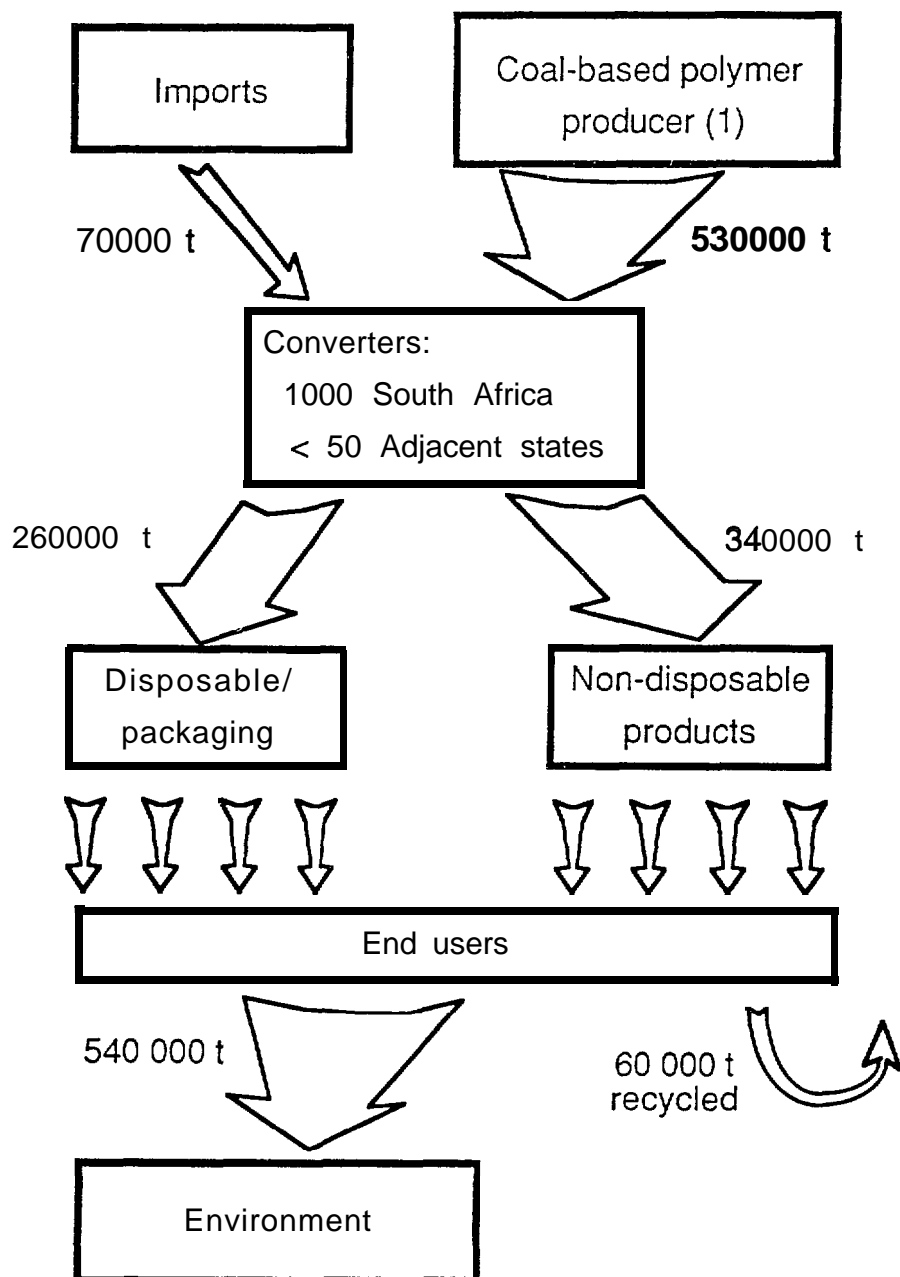 Imports
Coal-based polymer
producer (1)
70000 t
530000 t
Converters:
1000 South Africa
< 50 Adjacent states
260000 t
340000 t
Disposable/
packaging
Non-disposable
products
End users
540 000 t
60 000 t
recycled
Environment